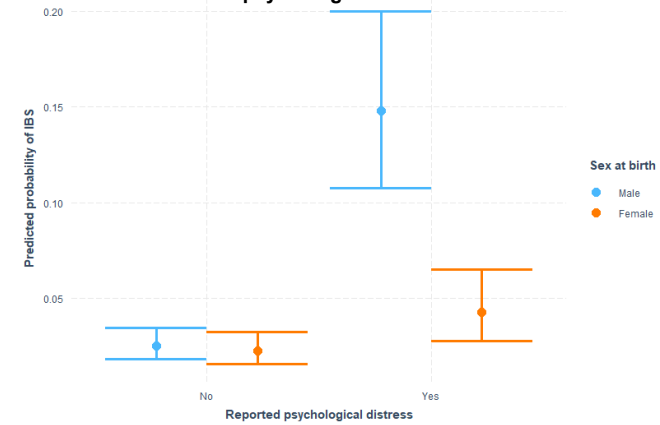 0.20
0.15
0.10
0.05
Predicted probability of IBS
No
Yes
Reported psychological distress
Sex at birth
Male
Female